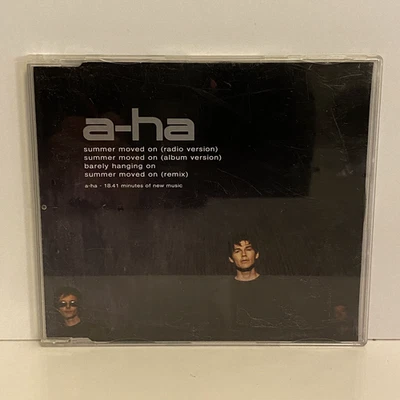 a-ha
summer moved on (radio version)
summer moved on (album version)
barely hanging on
summer moved on (remix)
a-ha - 18.41 minutes of new music